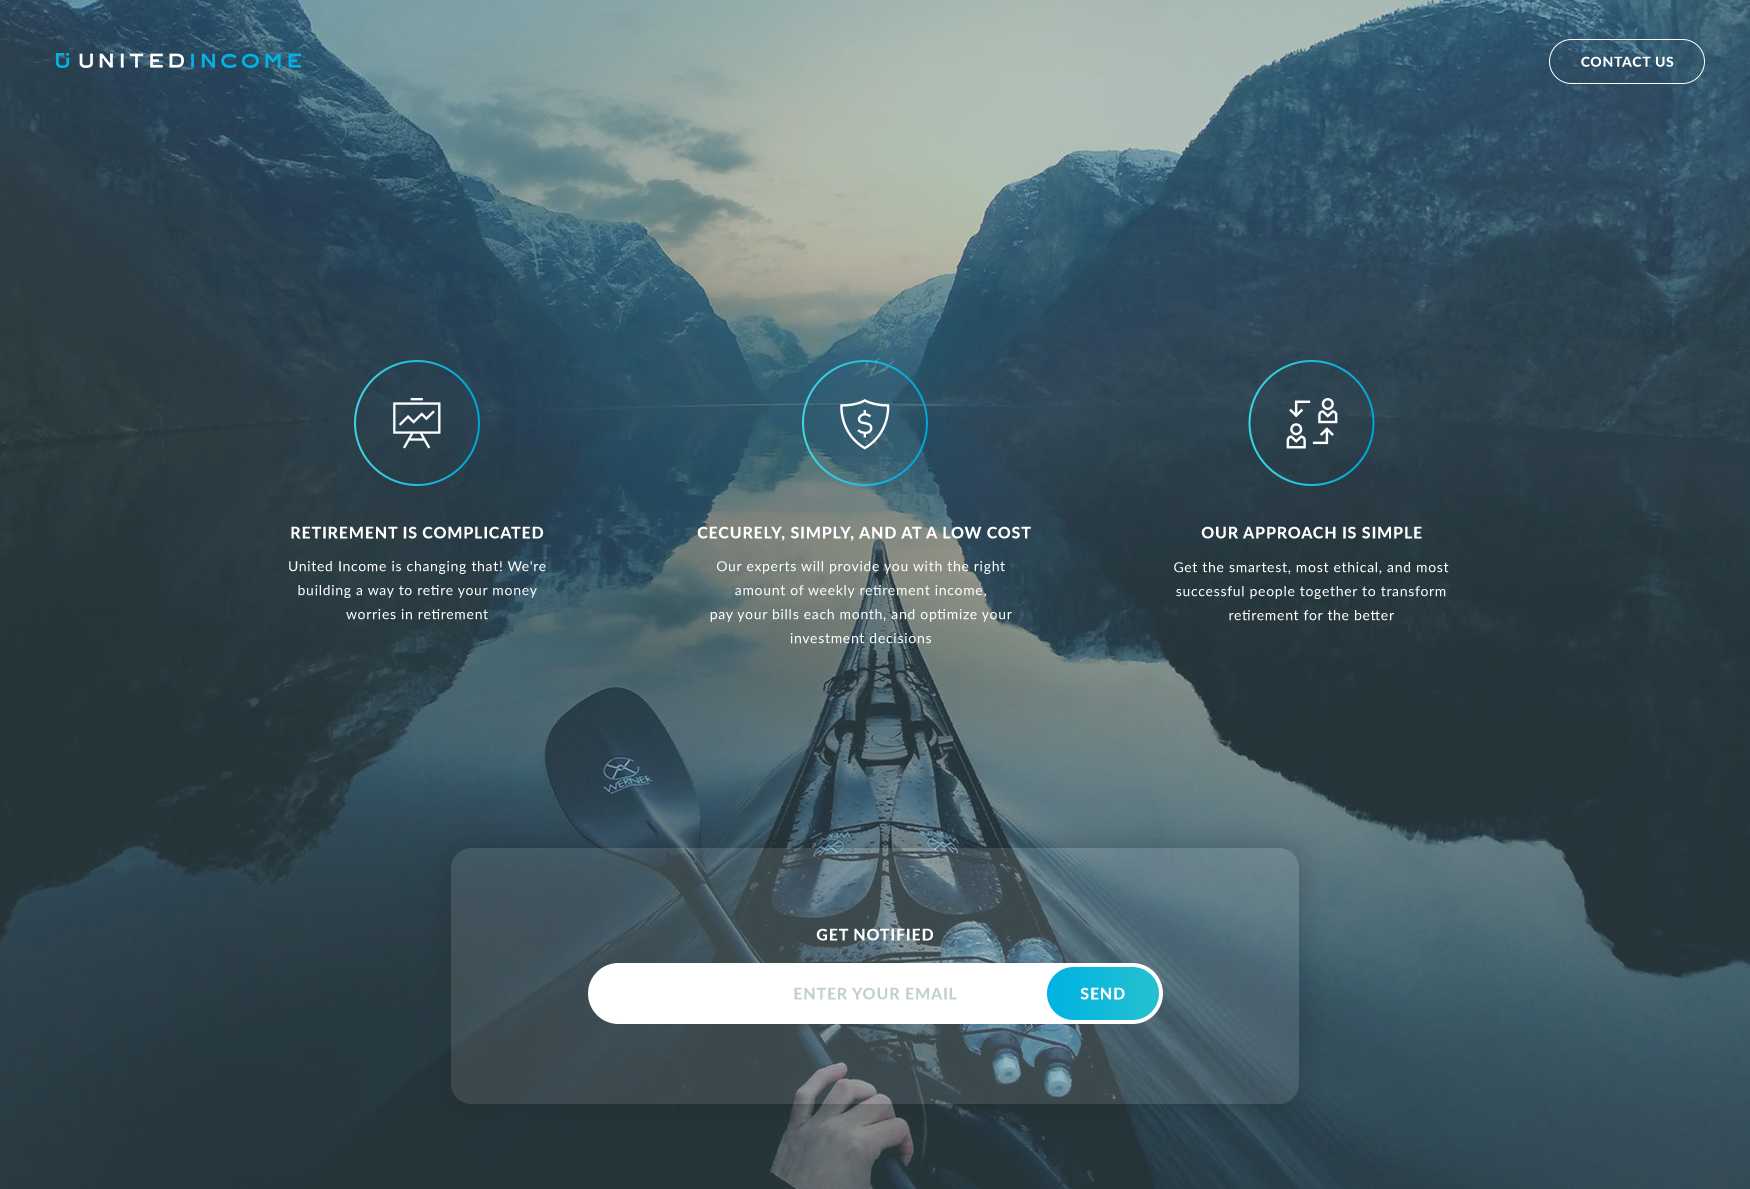 UNITEDINCOME
CONTACT US
RETIREMENT IS COMPLICATED
United Income is changing that! We're
building a way to retire your money
worries in retirement
CECURELY, SIMPLY, AND AT A LOW COST
Our experts will provide you with the right
amount of weekly retirement income,
pay your bills each month, and optimize your
investment decisions
OUR APPROACH IS SIMPLE
Get the smartest, most ethical, and most
successful people together to transform
retirement for the better
WERNER
GET NOTIFIED
ENTER YOUR EMAIL
SEND